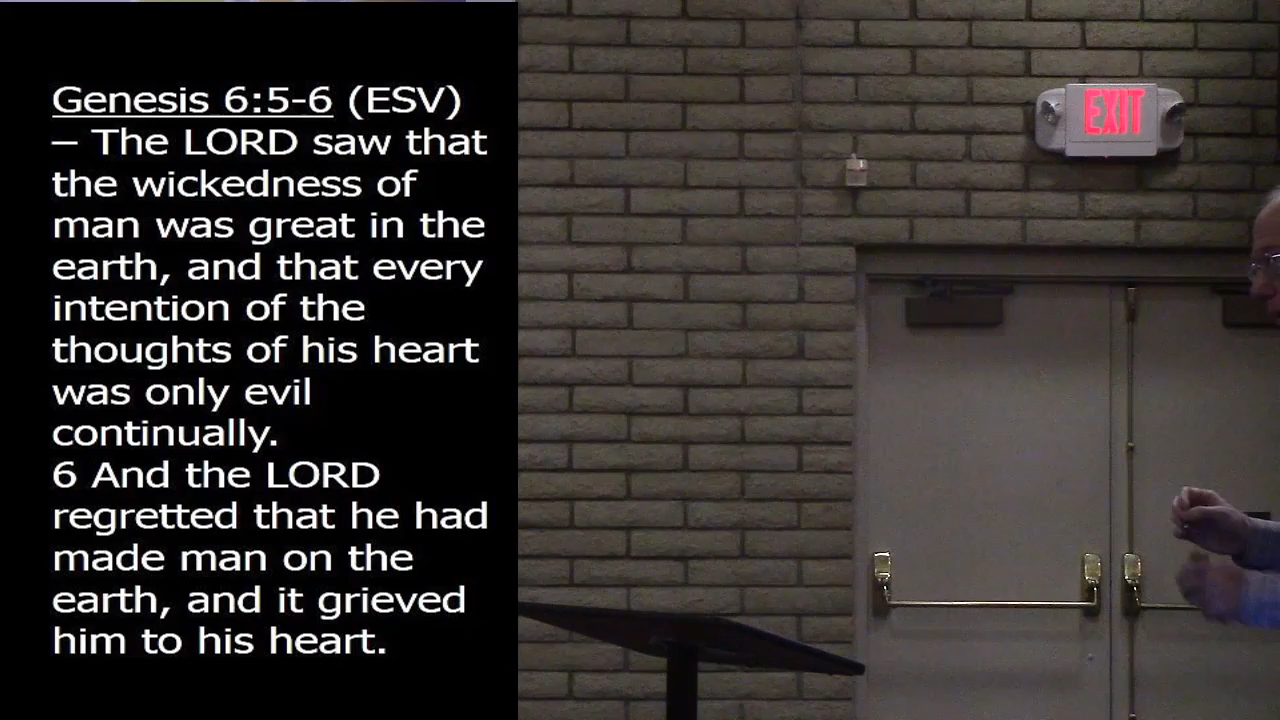 Genesis 6:5-6 (ESV)
– The LORD saw that
the wickedness of
man was great in the
earth, and that every
intention of the
thoughts of his heart
was only evil
continually.
6 And the LORD
regretted that he had
made man on the
earth, and it grieved
him to his heart.
EXIT